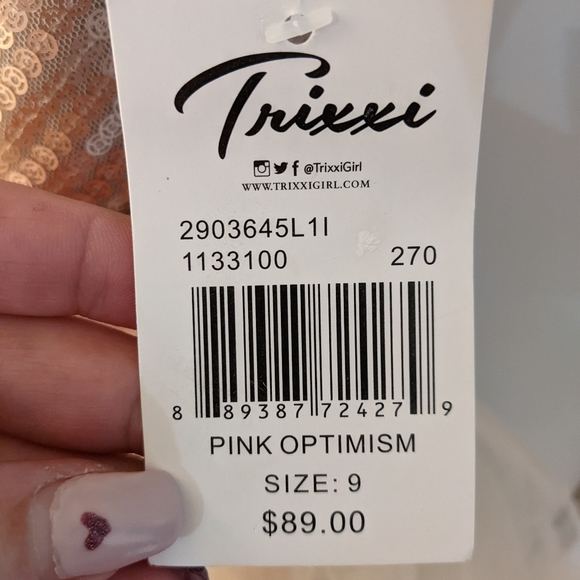 Trixxi
@TrixxiGirl
WWW.TRIXXIGIRL.COM
2903645L1I
1133100 270
8 89387 72427 9
PINK OPTIMISM
SIZE: 9
$89.00